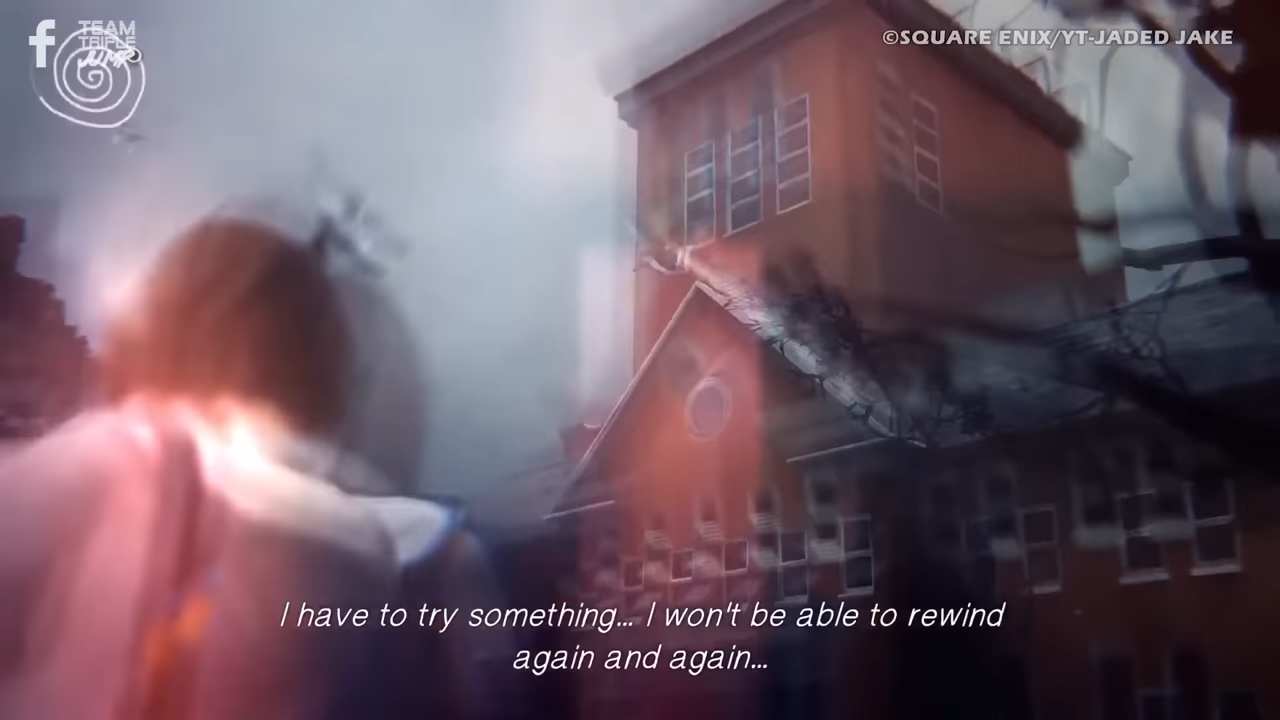 f
TEAM
TRIPLE
JUMP
©SQUARE ENIX/YT-JADED JAKE
I have to try something... I won't be able to rewind
again and again...